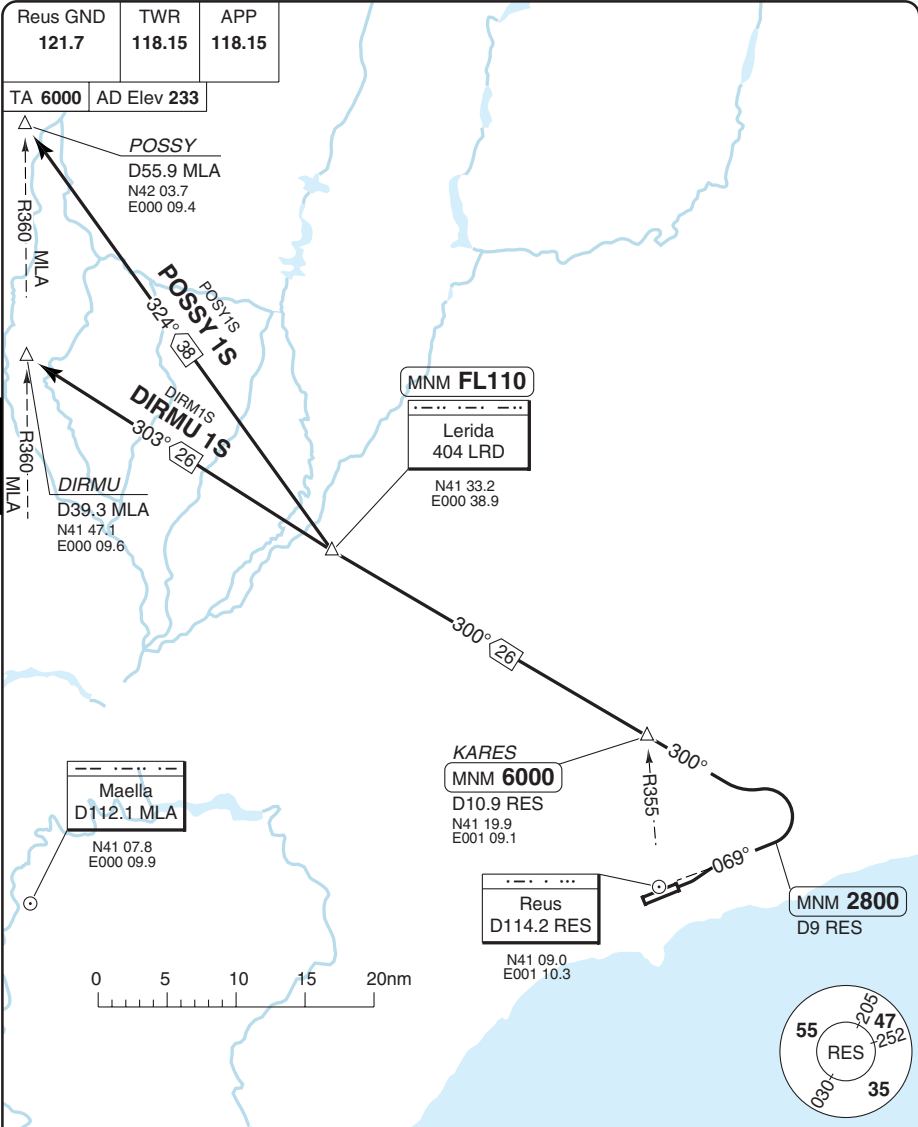 Reus GND
121.7
TWR
118.15
APP
118.15
TA 6000
AD Elev 233
POSSY
D55.9 MLA
N42 03.7
E000 09.4
R360
MLA
POSY1S
POSSY 1S
324°
38
DIRM1S
DIRMU 1S
303°
26
R360
MLA
DIRMU
D39.3 MLA
N41 47.1
E000 09.6
MNM FL110
Lerida
404 LRD
N41 33.2
E000 38.9
300°
26
KARES
MNM 6000
D10.9 RES
N41 19.9
E001 09.1
300°
R355
069°
MNM 2800
D9 RES
Maella
D112.1 MLA
N41 07.8
E000 09.9
Reus
D114.2 RES
N41 09.0
E001 10.3
0 5 10 15 20nm
55
205
47
252
RES
030
35